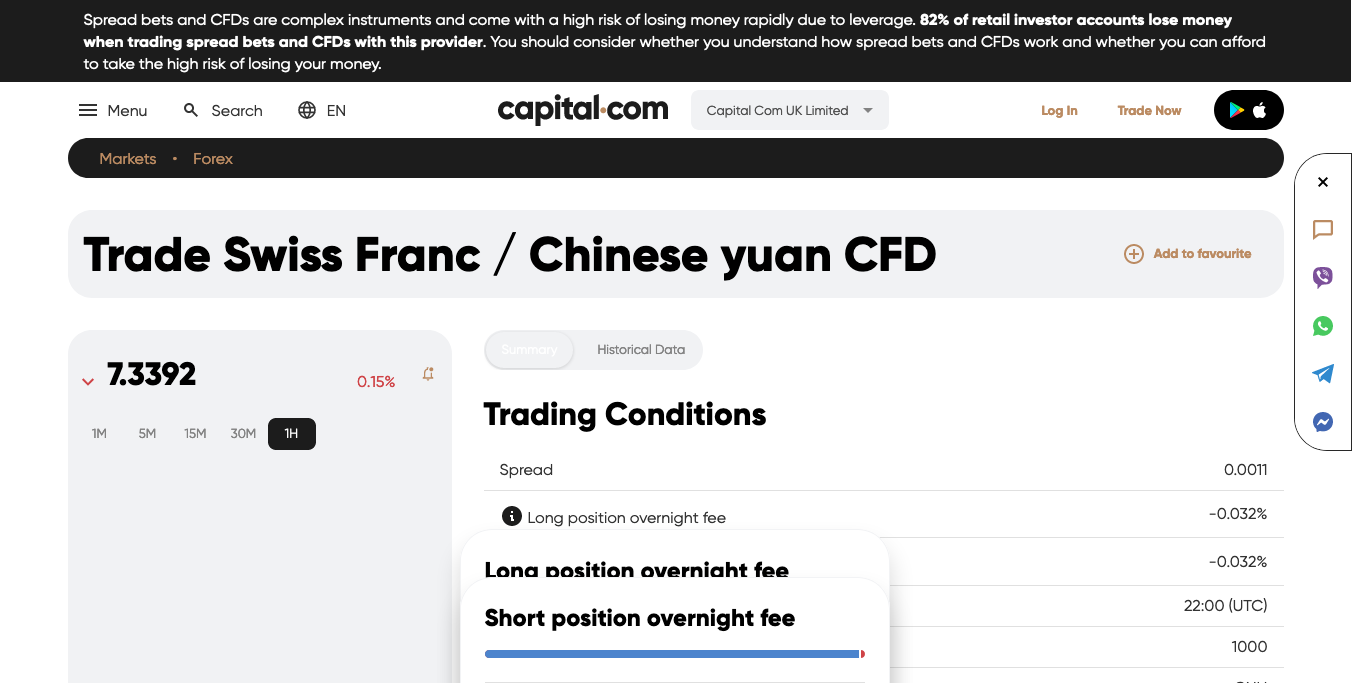 Spread bets and CFDs are complex instruments and come with a high risk of losing money rapidly due to leverage. 82% of retail investor accounts lose money
when trading spread bets and CFDs with this provider. You should consider whether you understand how spread bets and CFDs work and whether you can afford
to take the high risk of losing your money.
Menu Search EN capital.com Capital Com UK Limited Log In Trade Now
Markets • Forex
Trade Swiss Franc / Chinese yuan CFD Add to favourite
7.3392 0.15%
1M 5M 15M 30M 1H
Summary Historical Data
Trading Conditions
Spread 0.0011
Long position overnight fee -0.032%
Long position overnight fee
-0.032%
Short position overnight fee
22:00 (UTC)
1000